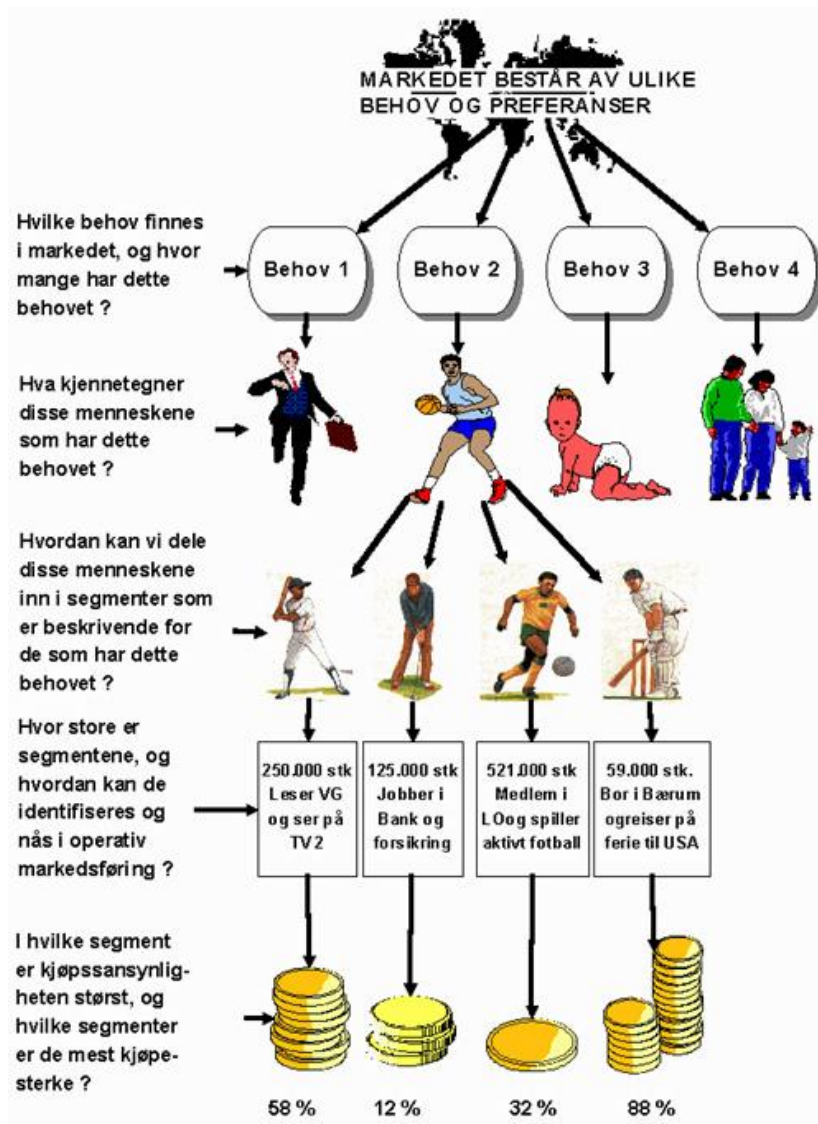 MARKEDET BESTÅR AV ULIKE
BEHOV OG PREFERANSER
Hvilke behov finnes
i markedet, og hvor
mange har dette
behovet ?
Behov 1
Behov 2
Behov 3
Behov 4
Hva kjennetegner
disse menneskene
som har dette
behovet ?
Hvordan kan vi dele
disse menneskene
inn i segmenter som
er beskrivende for
de som har dette
behovet ?
Hvor store er
segmentene, og
hvordan kan de
identifiseres og
nås i operativ
markedsføring ?
250.000 stk
Leser VG
og ser på
TV2
125.000 stk
Jobber i
Bank og
forsikring
521.000 stk
Medlem i
LOog spiller
aktivt fotball
59.000 stk.
Bor i Bærum
ogreiser på
ferie til USA
I hvilke segment
er kjøpssansynlig-
heten størst, og
hvilke segmenter
er de mest kjøpe-
sterke ?
58 %
12 %
32 %
88 %